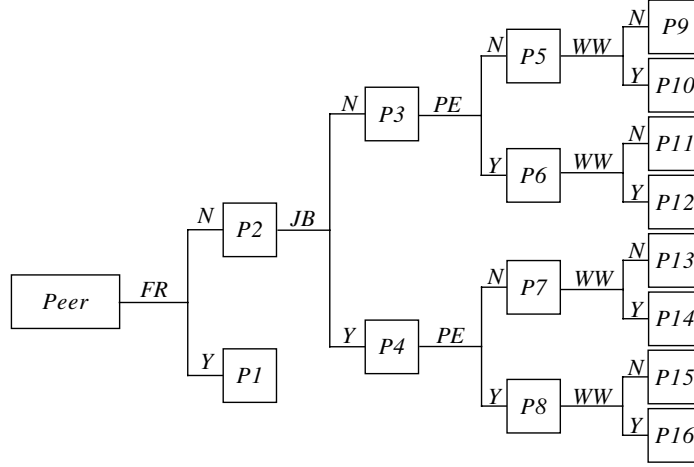 N P9
N P5 WW
Y P10
N P3 PE
N P11
Y P6 WW
Y P12
N P2 JB
N P13
N P7 WW
Peer FR
Y P14
Y P4 PE
Y P1
N P15
Y P8 WW
Y P16